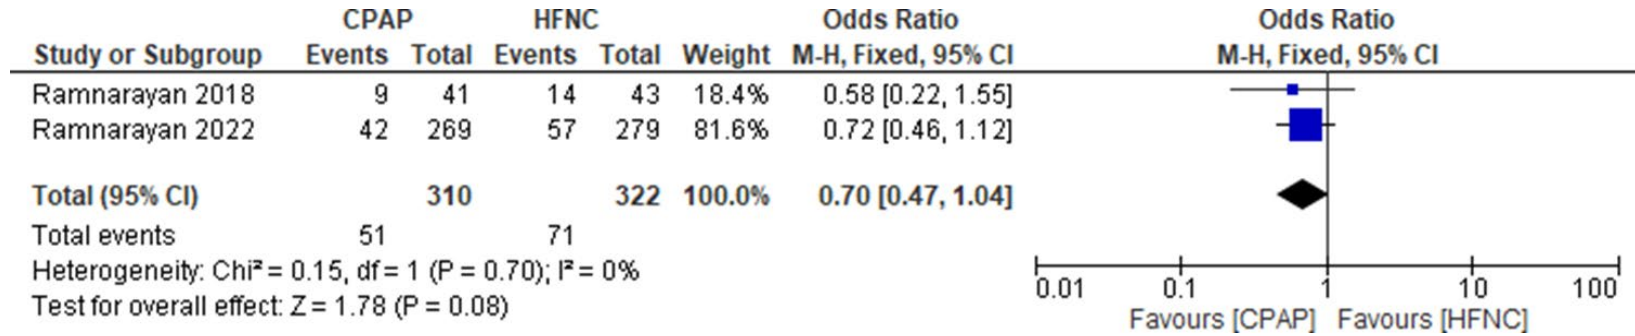 CPAP HFNC Odds Ratio Odds Ratio
Study or Subgroup Events Total Events Total Weight M-H, Fixed, 95% CI M-H, Fixed, 95% CI
Ramnarayan 2018 9 41 14 43 18.4% 0.58 [0.22, 1.55]
Ramnarayan 2022 42 269 57 279 81.6% 0.72 [0.46, 1.12]
Total (95% CI) 310 322 100.0% 0.70 [0.47, 1.04]
Total events 51 71
Heterogeneity: Chi² = 0.15, df = 1 (P = 0.70); I² = 0%
Test for overall effect: Z = 1.78 (P = 0.08)
0.01 0.1 1 10 100
Favours [CPAP] Favours [HFNC]